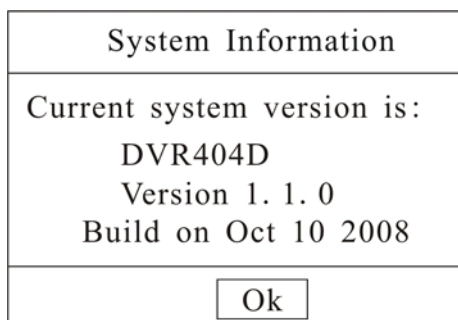 System Information
Current system version is:
DVR404D
Version 1. 1. 0
Build on Oct 10 2008
Ok